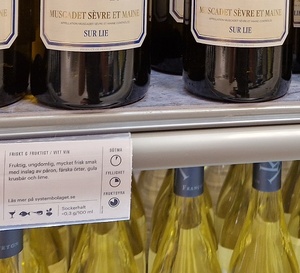 MUSCADET SÈVRE ET MAINE
SUR LIE
MUSCADET SÈVRE ET MAINE
SUR LIE
FRISKT & FRUKTIGT / VITT VIN
Fruktig, ungdomlig, mycket frisk smak
med inslag av päron, färska örter, gula
krusbär och lime.
Läs mer på systembolaget.se
Sockerhalt
<0,3 g/100 ml
SÖTMA
FYLLIGHET
FRUKTSYRA